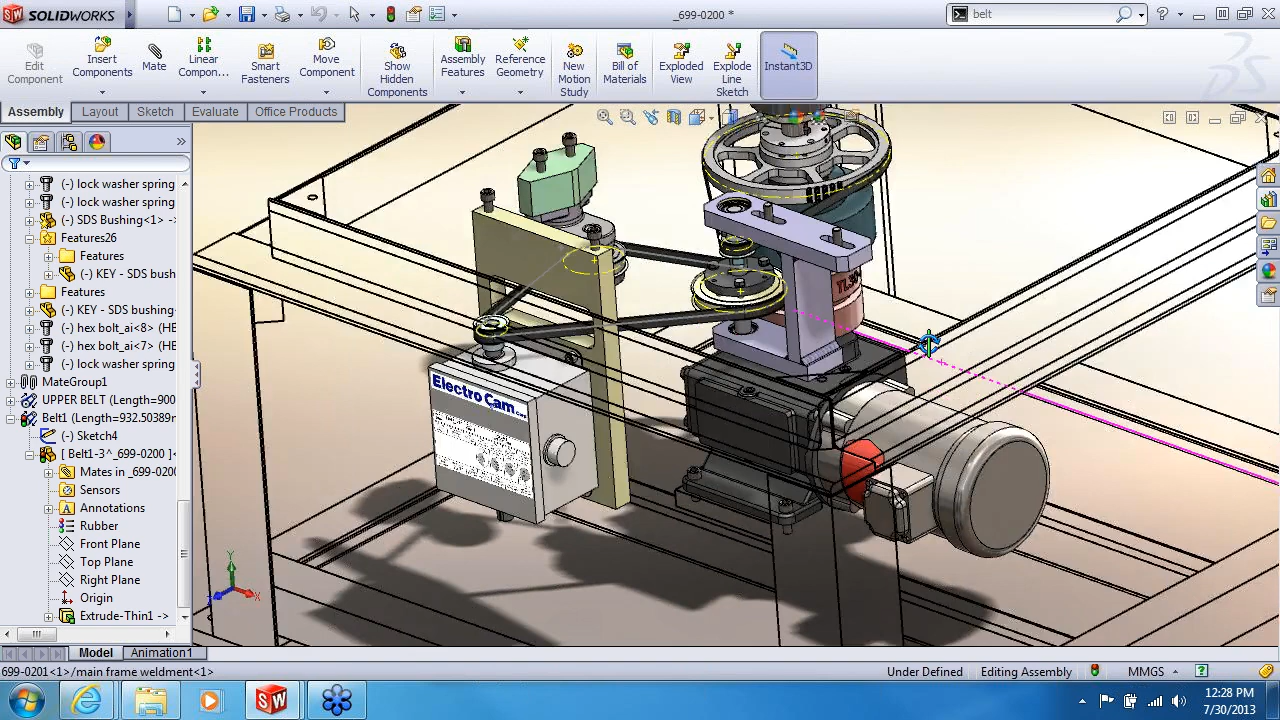 SOLIDWORKS
_699-0200 *
belt
Edit Component
Insert Components
Mate
Linear Compon...
Smart Fasteners
Move Component
Show Hidden Components
Assembly Features
Reference Geometry
New Motion Study
Bill of Materials
Exploded View
Explode Line Sketch
Instant3D
Assembly
Layout
Sketch
Evaluate
Office Products
(-) lock washer spring
(-) lock washer spring
(-) SDS Bushing<1> ->
Features26
Features
(-) KEY - SDS bush
Features
(-) KEY - SDS bushing
(-) hex bolt_ai<8> (HE
(-) hex bolt_ai<7> (HE
(-) lock washer spring
MateGroup1
UPPER BELT (Length=900
Belt1 (Length=932.50389
(-) Sketch4
[ Belt1-3^_699-0200 ]<
Mates in _699-0200
Sensors
Annotations
Rubber
Front Plane
Top Plane
Right Plane
Origin
Extrude-Thin1 ->
Electro Cam
Y
X
Model
Animation1
699-0201<1>/main frame weldment<1>
Under Defined
Editing Assembly
MMGS
12:28 PM
7/30/2013